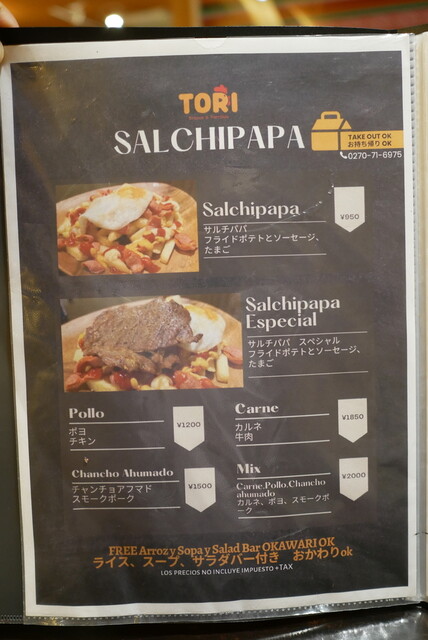 TORI
SALCHIPAPA
TAKE OUT OK
お持ち帰り OK
0270-71-6975
Salchipapa
¥950
サルチパパ
フライドポテトとソーセージ、
たまご
Salchipapa
Especial
サルチパパ スペシャル
フライドポテトとソーセージ、
たまご
Pollo
¥1200
ポヨ
チキン
Carne
¥1850
カルネ
牛肉
Chancho Ahumado
¥1500
チャンチョアフマド
スモークポーク
Mix
¥2000
Carne,Pollo,Chancho
ahumado
カルネ、ポヨ、スモークポ
ーク
FREE Arroz y Sopa y Salad Bar OKAWARI OK
ライス、スープ、サラダバー付き おかわりok
LOS PRECIOS NO INCLUYE IMPUESTO +TAX